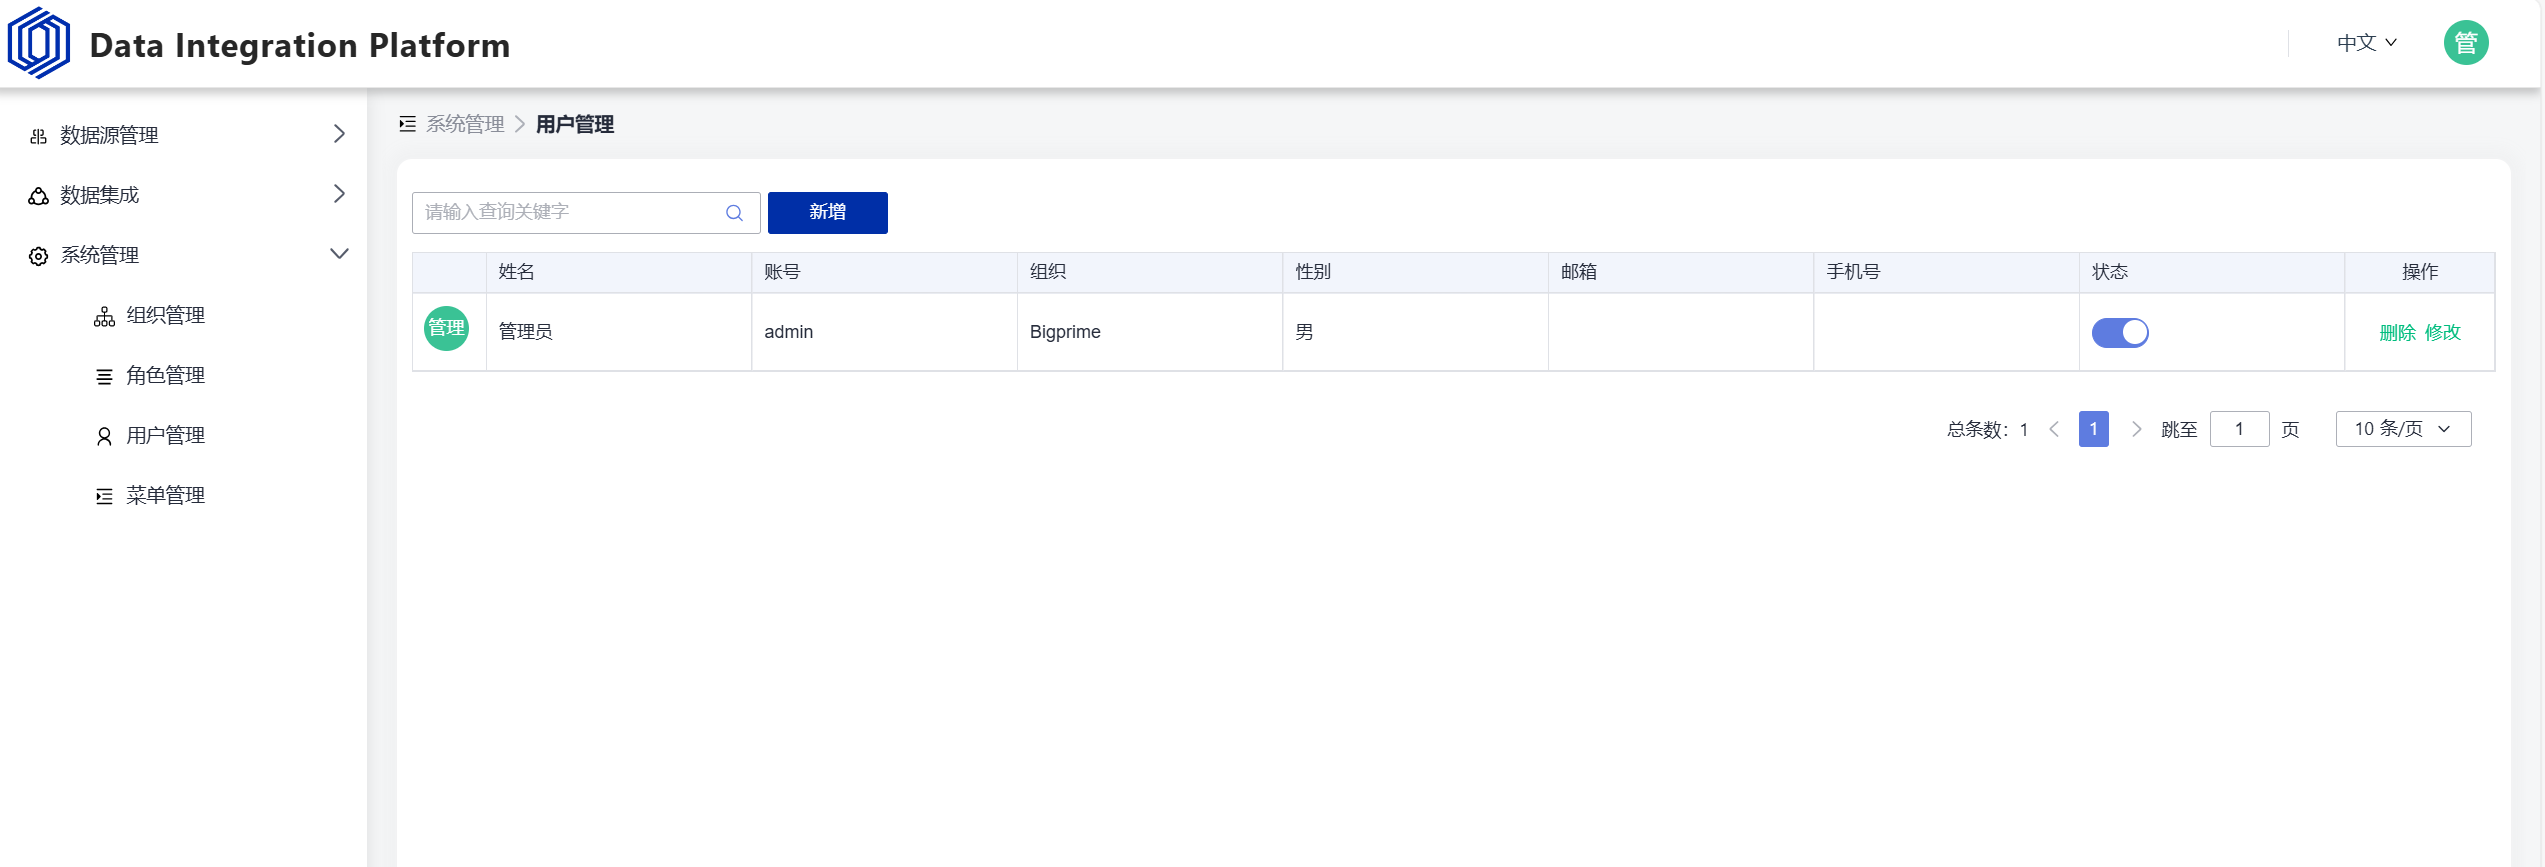 Data Integration Platform
中文
管
数据源管理
数据集成
系统管理
组织管理
角色管理
用户管理
菜单管理
系统管理 用户管理
请输入查询关键字
新增
姓名 账号 组织 性别 邮箱 手机号 状态 操作
管理 管理员 admin Bigprime 男 删除 修改
总条数：1 1 跳至 1 页 10 条/页